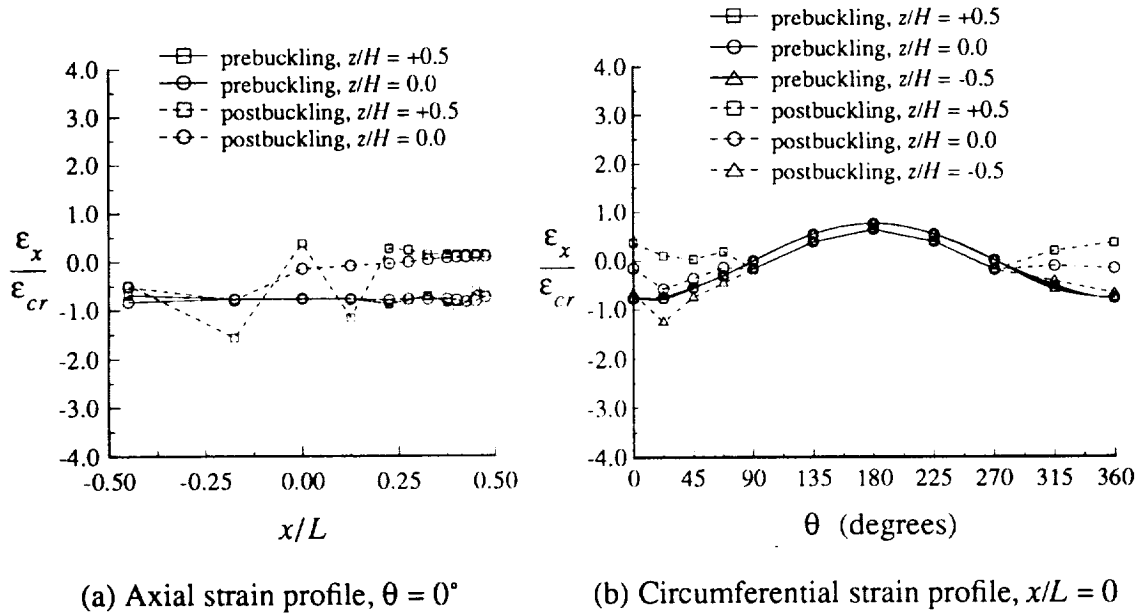 prebuckling, z/H = +0.5
prebuckling, z/H = 0.0
postbuckling, z/H = +0.5
postbuckling, z/H = 0.0
4.0
3.0
2.0
1.0
0.0
-1.0
-2.0
-3.0
-4.0
εx
εcr
-0.50
-0.25
0.00
0.25
0.50
x/L
(a) Axial strain profile, θ = 0°
prebuckling, z/H = +0.5
prebuckling, z/H = 0.0
prebuckling, z/H = -0.5
postbuckling, z/H = +0.5
postbuckling, z/H = 0.0
postbuckling, z/H = -0.5
4.0
3.0
2.0
1.0
0.0
-1.0
-2.0
-3.0
-4.0
εx
εcr
0
45
90
135
180
225
270
315
360
θ (degrees)
(b) Circumferential strain profile, x/L = 0